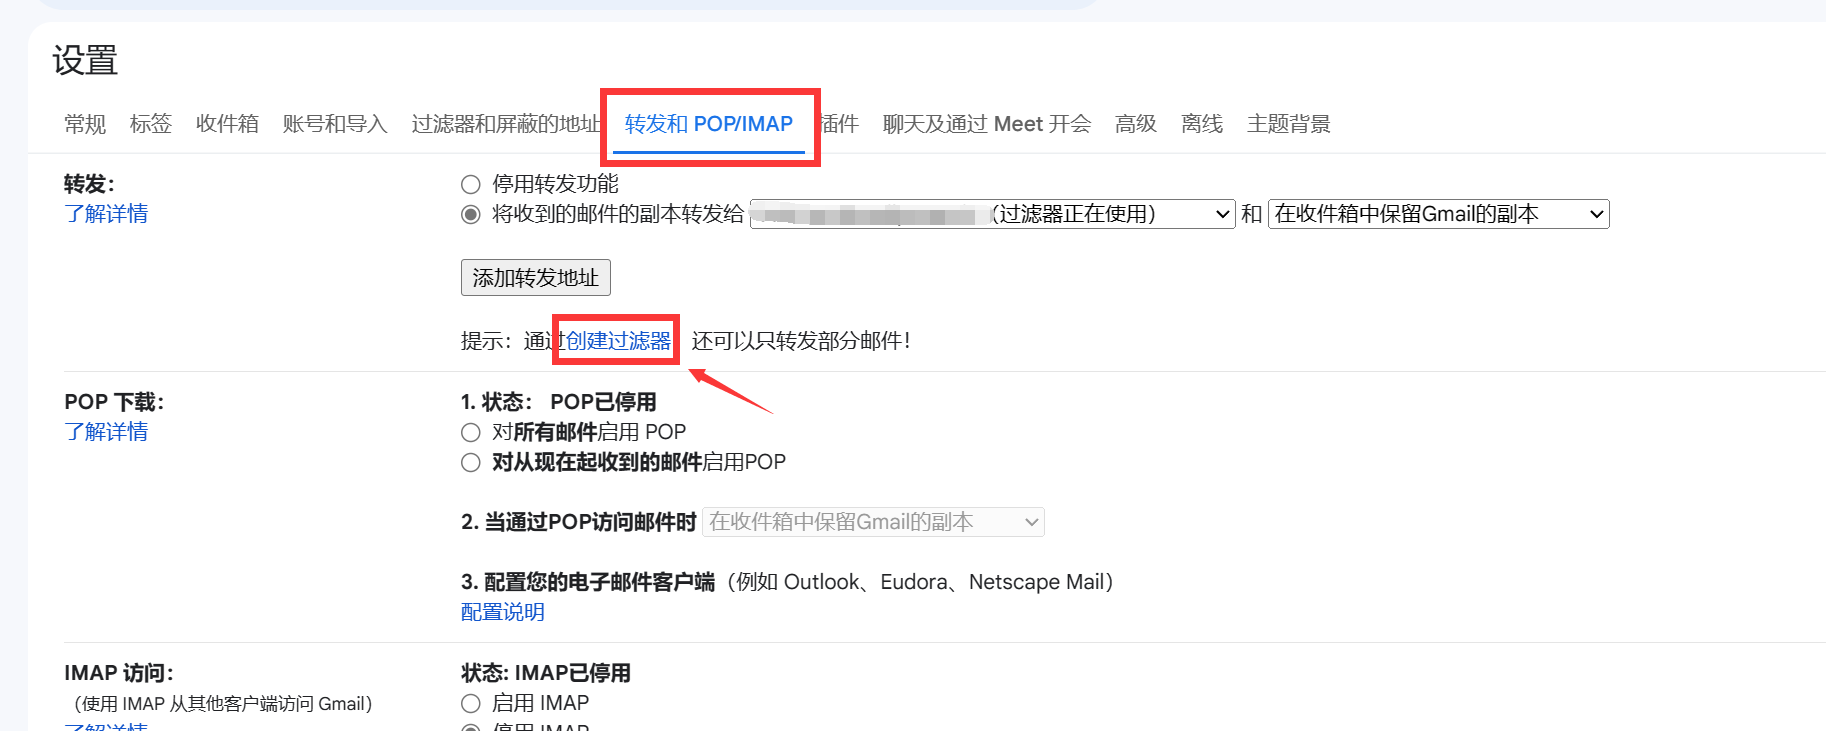 设置
常规 标签 收件箱 账号和导入 过滤器和屏蔽的地址 转发和 POP/IMAP 插件 聊天及通过 Meet 开会 高级 离线 主题背景
转发： 停用转发功能
了解详情 将收到的邮件的副本转发给 （过滤器正在使用） 和 在收件箱中保留Gmail的副本
添加转发地址
提示：通过创建过滤器 还可以只转发部分邮件！
POP 下载： 1. 状态： POP已停用
了解详情 对所有邮件启用 POP
对从现在起收到的邮件启用POP
2. 当通过POP访问邮件时 在收件箱中保留Gmail的副本
3. 配置您的电子邮件客户端（例如 Outlook、Eudora、Netscape Mail）
配置说明
IMAP 访问： 状态: IMAP已停用
（使用 IMAP 从其他客户端访问 Gmail） 启用 IMAP
了解详情 停用 IMAP